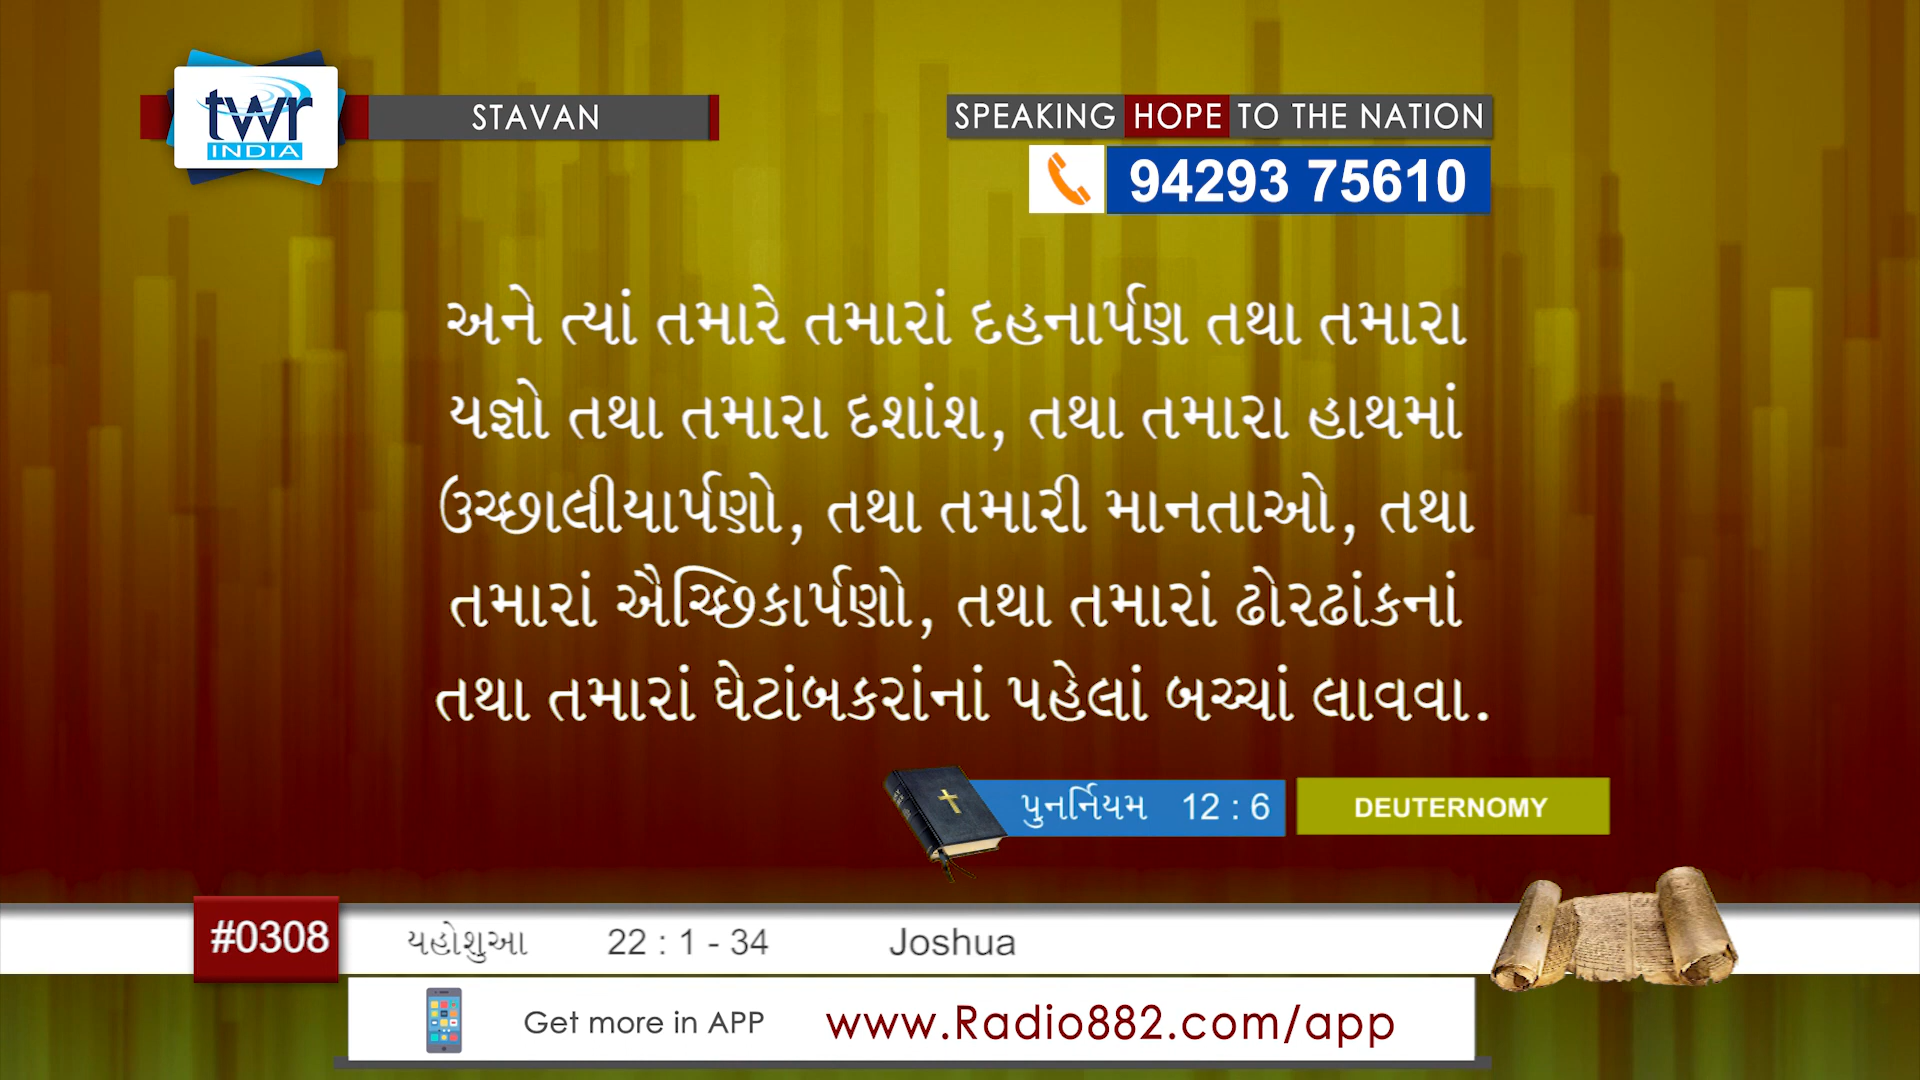 twr
INDIA
STAVAN
SPEAKING HOPE TO THE NATION
94293 75610
અને ત્યાં તમારે તમારાં દહનાર્પણ તથા તમારા
યજ્ઞો તથા તમારા દશાંશ, તથા તમારા હાથમાં
ઉચ્છાલીયાર્પણો, તથા તમારી માનતાઓ, તથા
તમારાં ઐચ્છિકાર્પણો, તથા તમારાં ઢોરઢાંકનાં
તથા તમારાં ઘેટાંબકરાંનાં પહેલાં બચ્ચાં લાવવા.
પુનર્નિયમ 12 : 6
DEUTERNOMY
#0308
યહોશુઆ 22 : 1 - 34 Joshua
Get more in APP www.Radio882.com/app